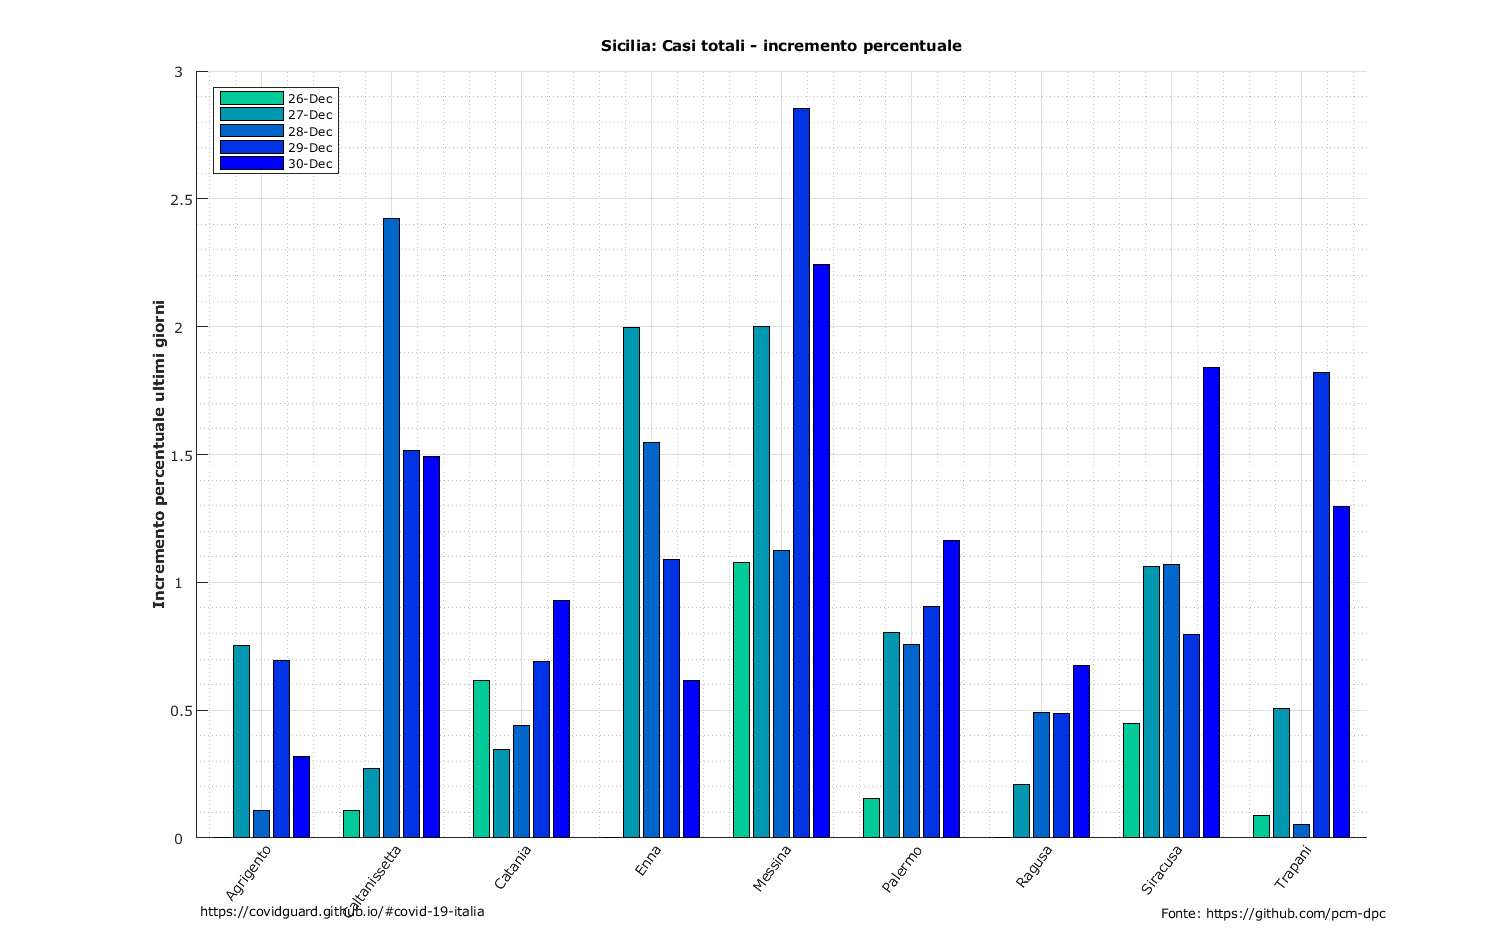 Sicilia: Casi totali - incremento percentuale
3
2.5
2
1.5
1
0.5
0
Incremento percentuale ultimi giorni
26-Dec
27-Dec
28-Dec
29-Dec
30-Dec
Agrigento
Caltanissetta
Catania
Enna
Messina
Palermo
Ragusa
Siracusa
Trapani
https://covidguard.github.io/#covid-19-italia
Fonte: https://github.com/pcm-dpc